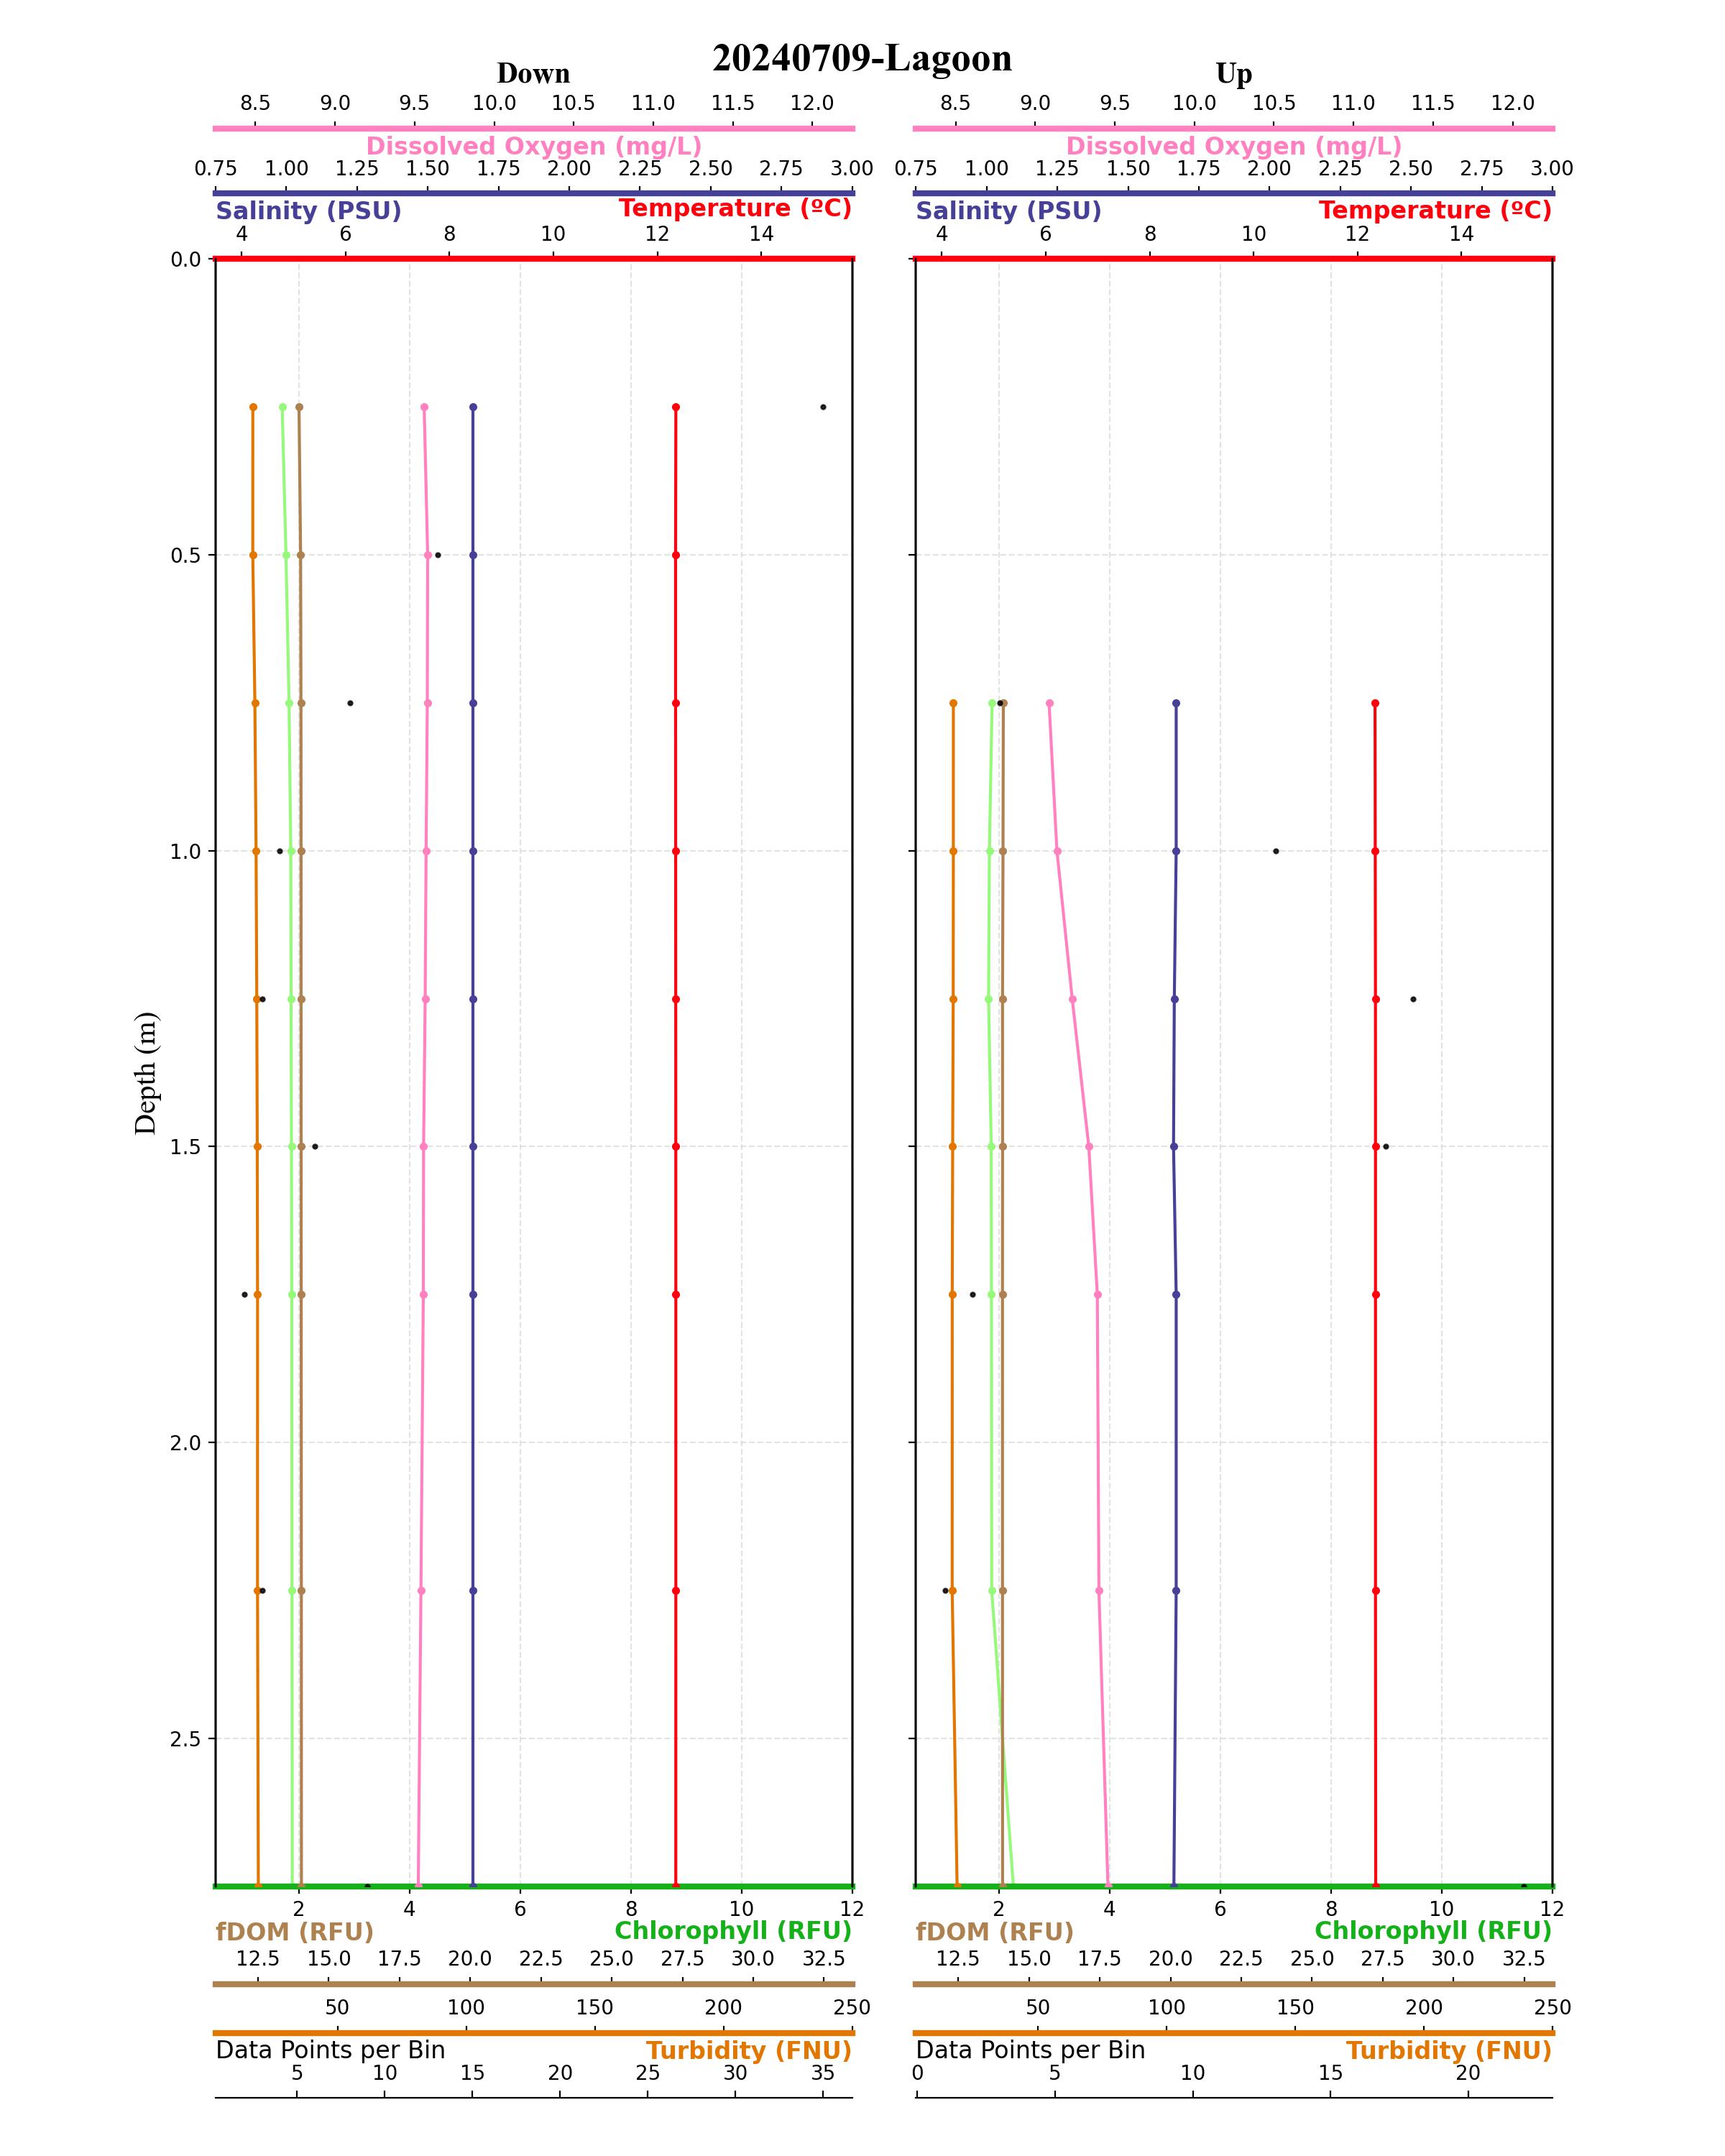 20240709-Lagoon
Down Up
8.5 9.0 9.5 10.0 10.5 11.0 11.5 12.0 8.5 9.0 9.5 10.0 10.5 11.0 11.5 12.0
Dissolved Oxygen (mg/L) Dissolved Oxygen (mg/L)
0.75 1.00 1.25 1.50 1.75 2.00 2.25 2.50 2.75 3.00 0.75 1.00 1.25 1.50 1.75 2.00 2.25 2.50 2.75 3.00
Salinity (PSU) Temperature (ºC) Salinity (PSU) Temperature (ºC)
4 6 8 10 12 14 4 6 8 10 12 14
0.0
0.5
1.0
Depth (m)
1.5
2.0
2.5
2 4 6 8 10 12 2 4 6 8 10 12
fDOM (RFU) Chlorophyll (RFU) fDOM (RFU) Chlorophyll (RFU)
12.5 15.0 17.5 20.0 22.5 25.0 27.5 30.0 32.5 12.5 15.0 17.5 20.0 22.5 25.0 27.5 30.0 32.5
50 100 150 200 250 50 100 150 200 250
Data Points per Bin Turbidity (FNU) Data Points per Bin Turbidity (FNU)
5 10 15 20 25 30 35 0 5 10 15 20